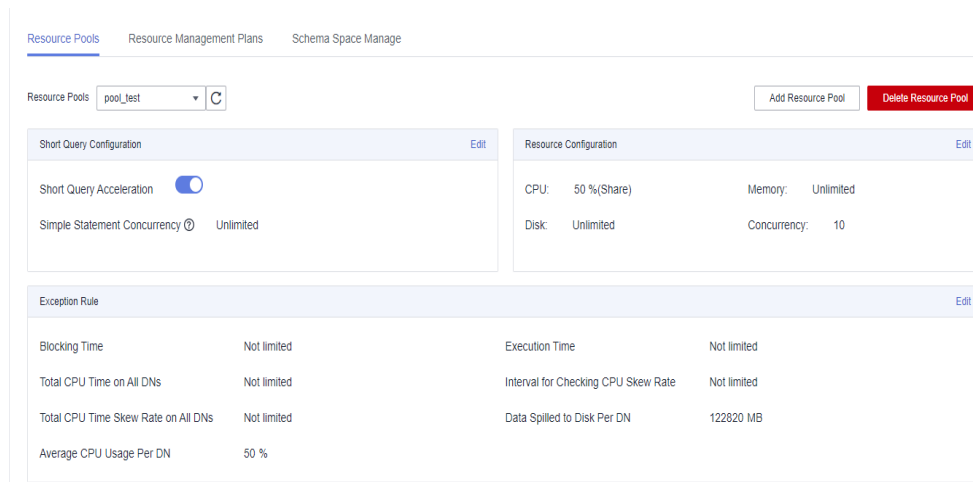 Resource Pools Resource Management Plans Schema Space Manage
Resource Pools pool_test Add Resource Pool Delete Resource Pool
Short Query Configuration Edit
Short Query Acceleration
Simple Statement Concurrency ? Unlimited
Resource Configuration Edit
CPU: 50 %(Share) Memory: Unlimited
Disk: Unlimited Concurrency: 10
Exception Rule Edit
Blocking Time Not limited Execution Time Not limited
Total CPU Time on All DNs Not limited Interval for Checking CPU Skew Rate Not limited
Total CPU Time Skew Rate on All DNs Not limited Data Spilled to Disk Per DN 122820 MB
Average CPU Usage Per DN 50 %